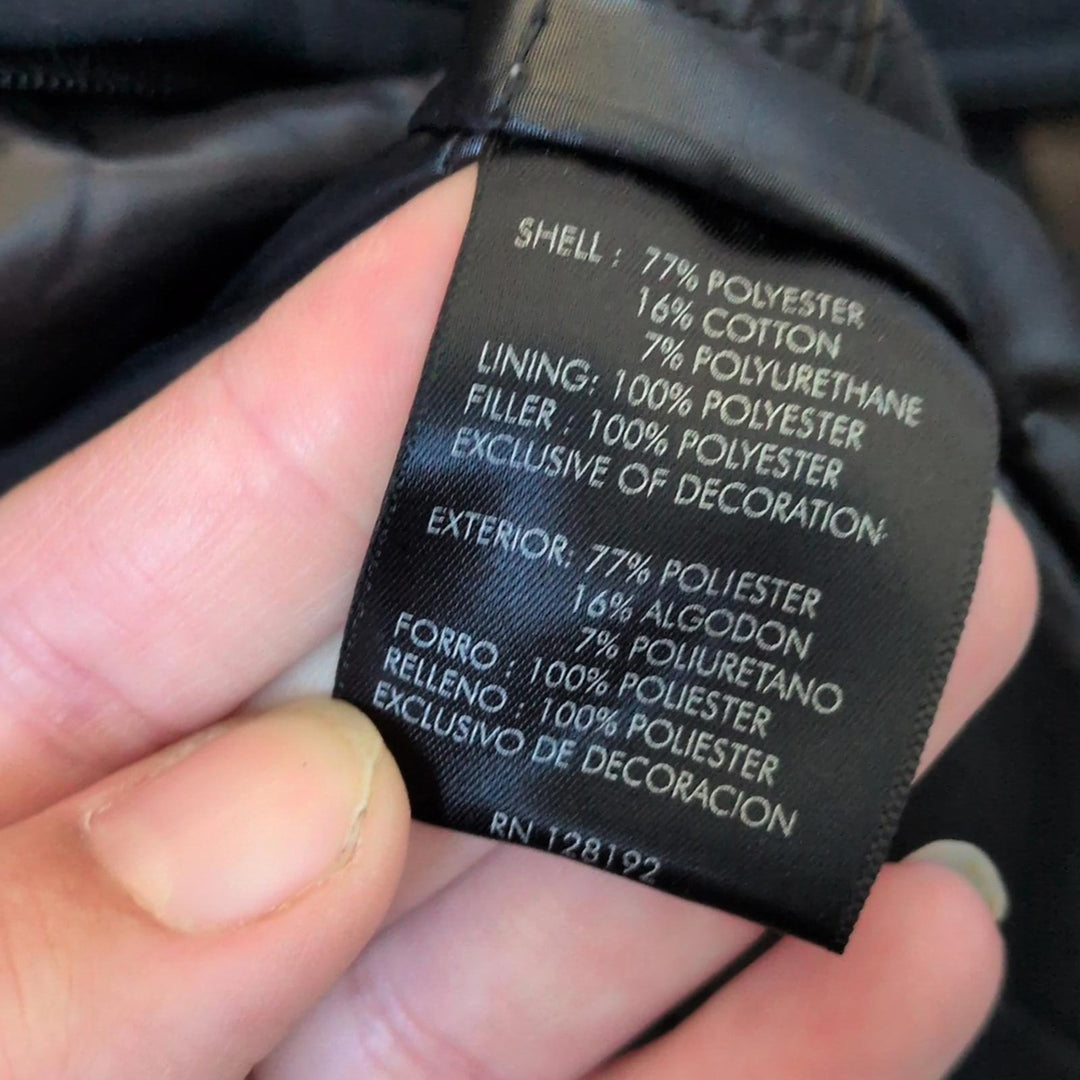 SHELL : 77% POLYESTER
16% COTTON
7% POLYURETHANE
LINING: 100% POLYESTER
FILLER : 100% POLYESTER
EXCLUSIVE OF DECORATION
EXTERIOR: 77% POLIESTER
16% ALGODON
7% POLIURETANO
FORRO : 100% POLIESTER
RELLENO : 100% POLIESTER
EXCLUSIVO DE DECORACION
RN 128192